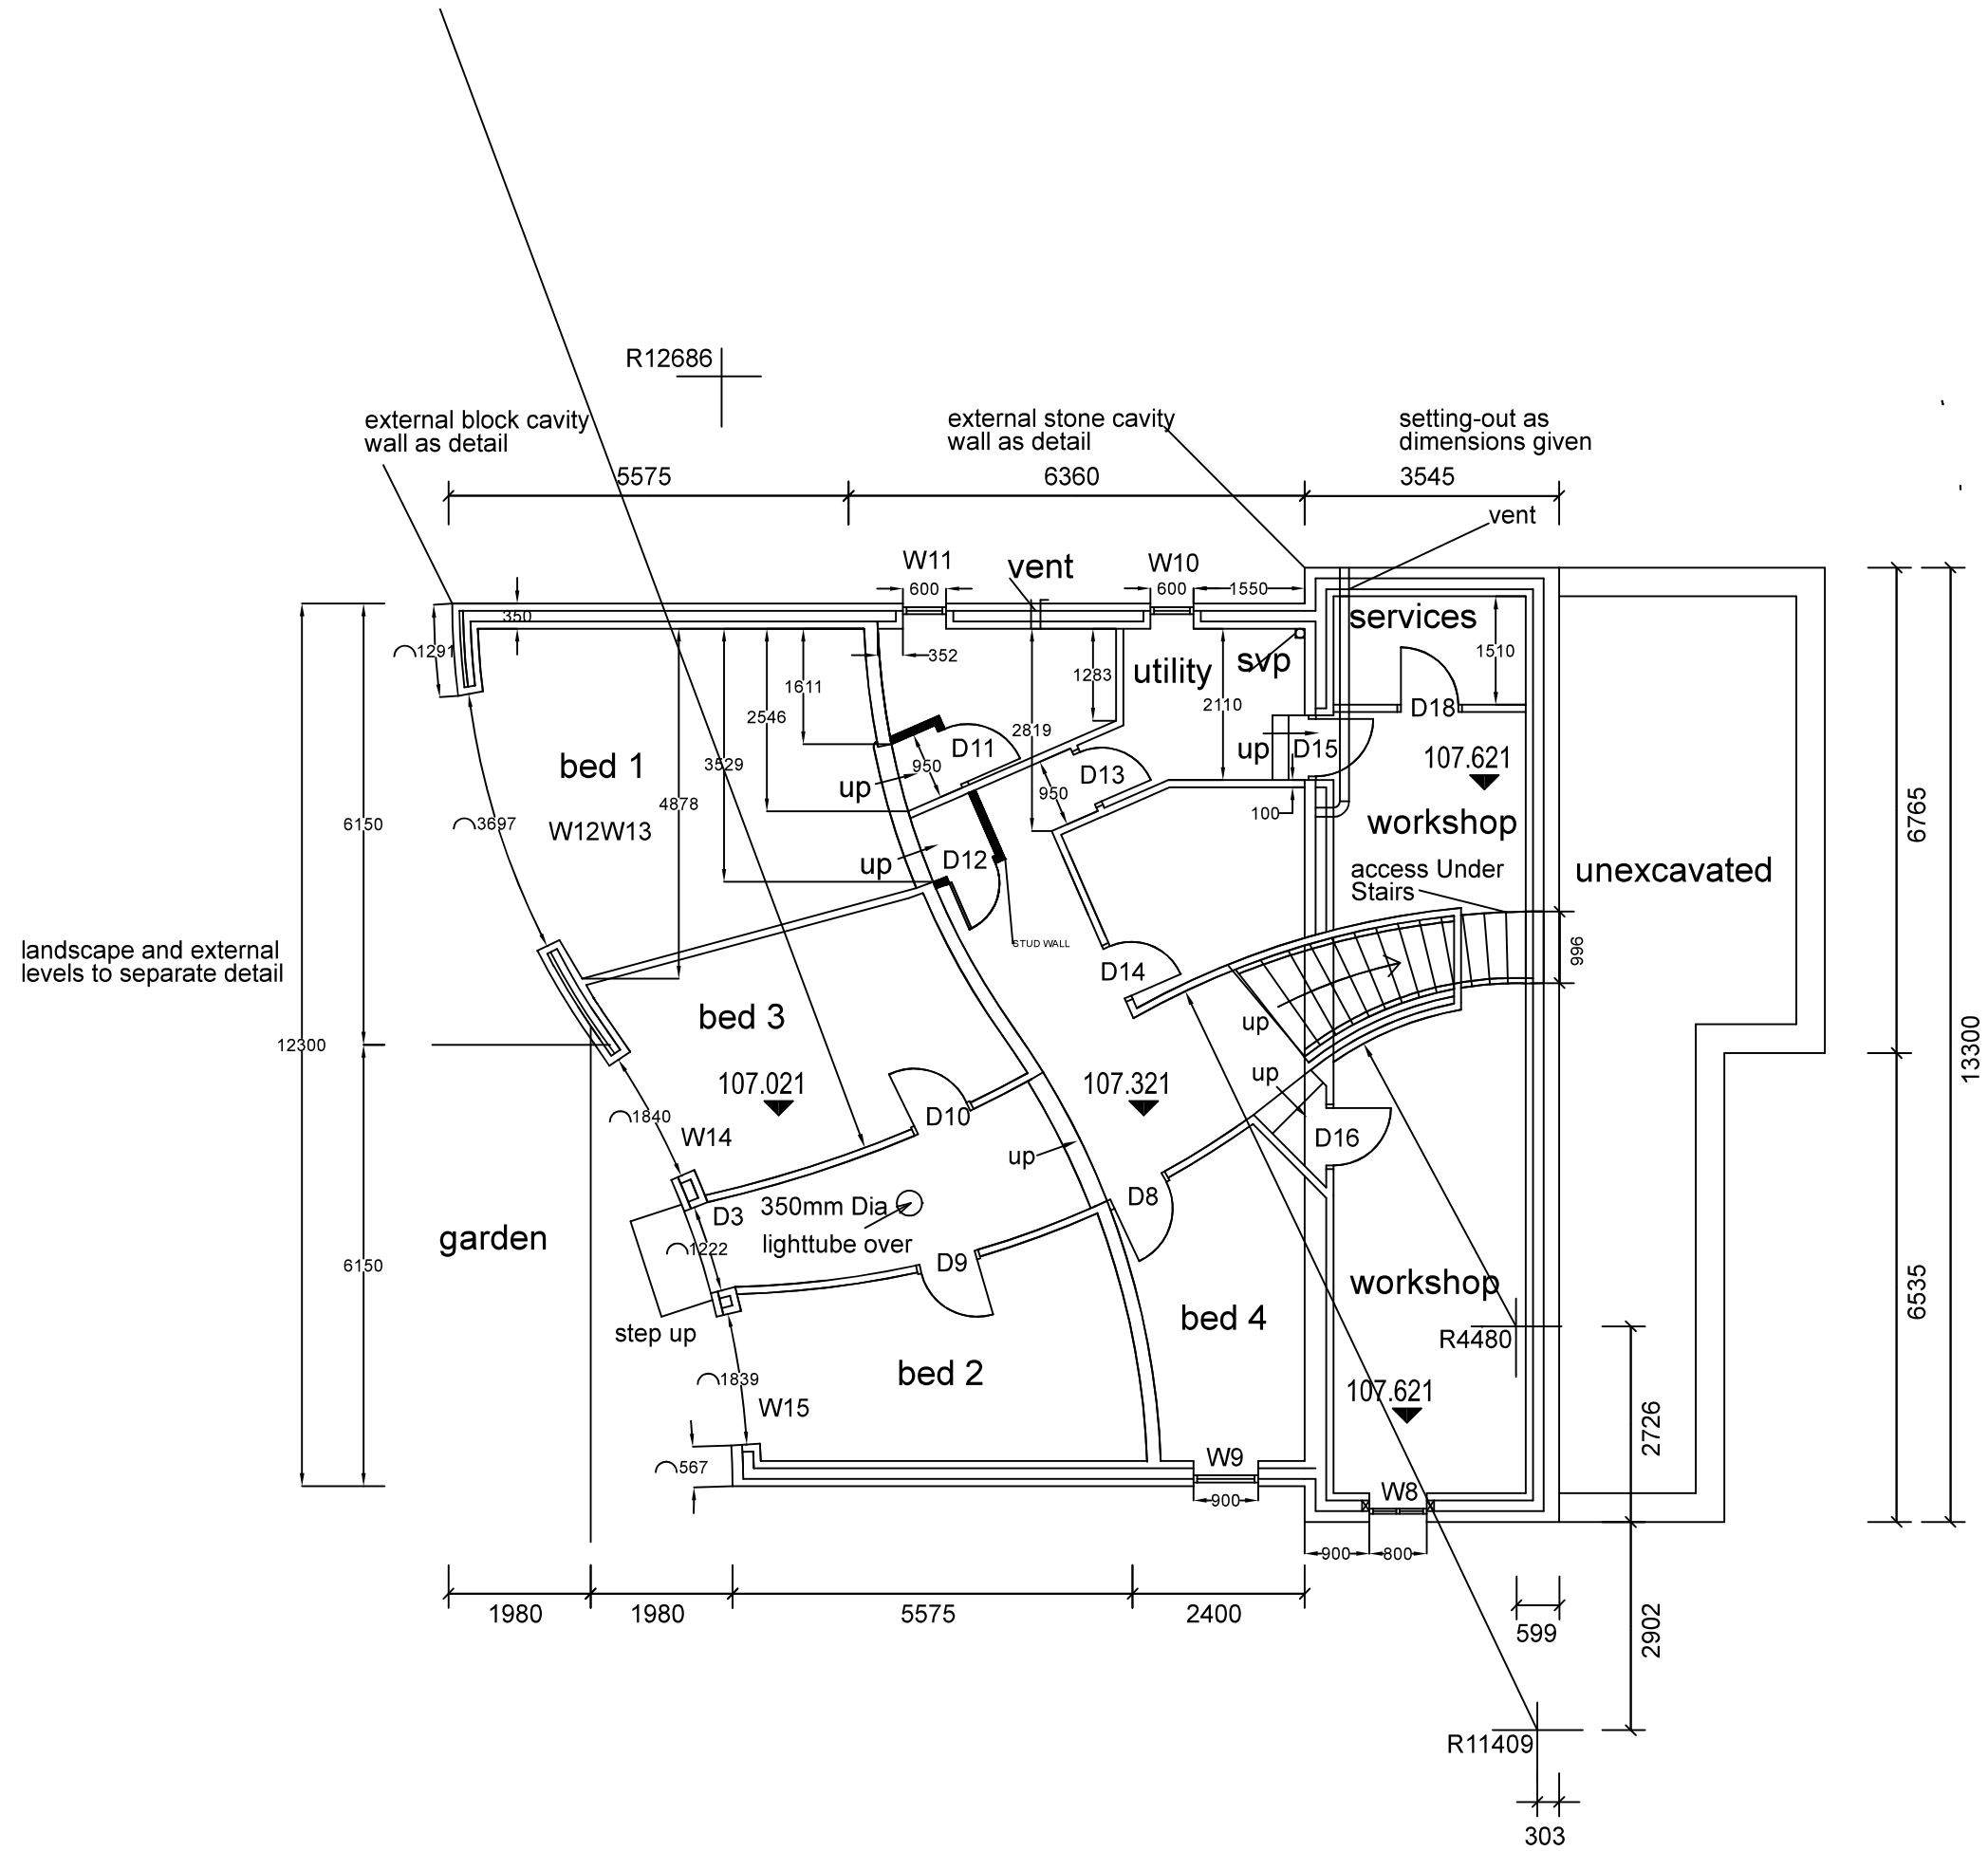 R12686
external block cavity
wall as detail
external stone cavity
wall as detail
setting-out as
dimensions given
5575
6360
3545
vent
W11
vent
W10
600
600
1550
350
services
1291
352
utility
svp
1283
1510
1611
2546
2819
2110
D18
bed 1
3529
D11
950
up
D13
950
up
D15
107.621
4878
6150
3697
W12W13
100
workshop
6765
up
D12
access Under
Stairs
unexcavated
landscape and external
levels to separate detail
STUD WALL
996
D14
bed 3
up
12300
13300
107.021
107.321
up
1840
W14
D10
up
D16
D3
350mm Dia
D8
garden
1222
lighttube over
D9
6150
workshop
6535
step up
bed 4
R4480
bed 2
1839
W15
107.621
2726
567
W9
900
W8
900
800
1980
1980
5575
2400
599
2902
R11409
303